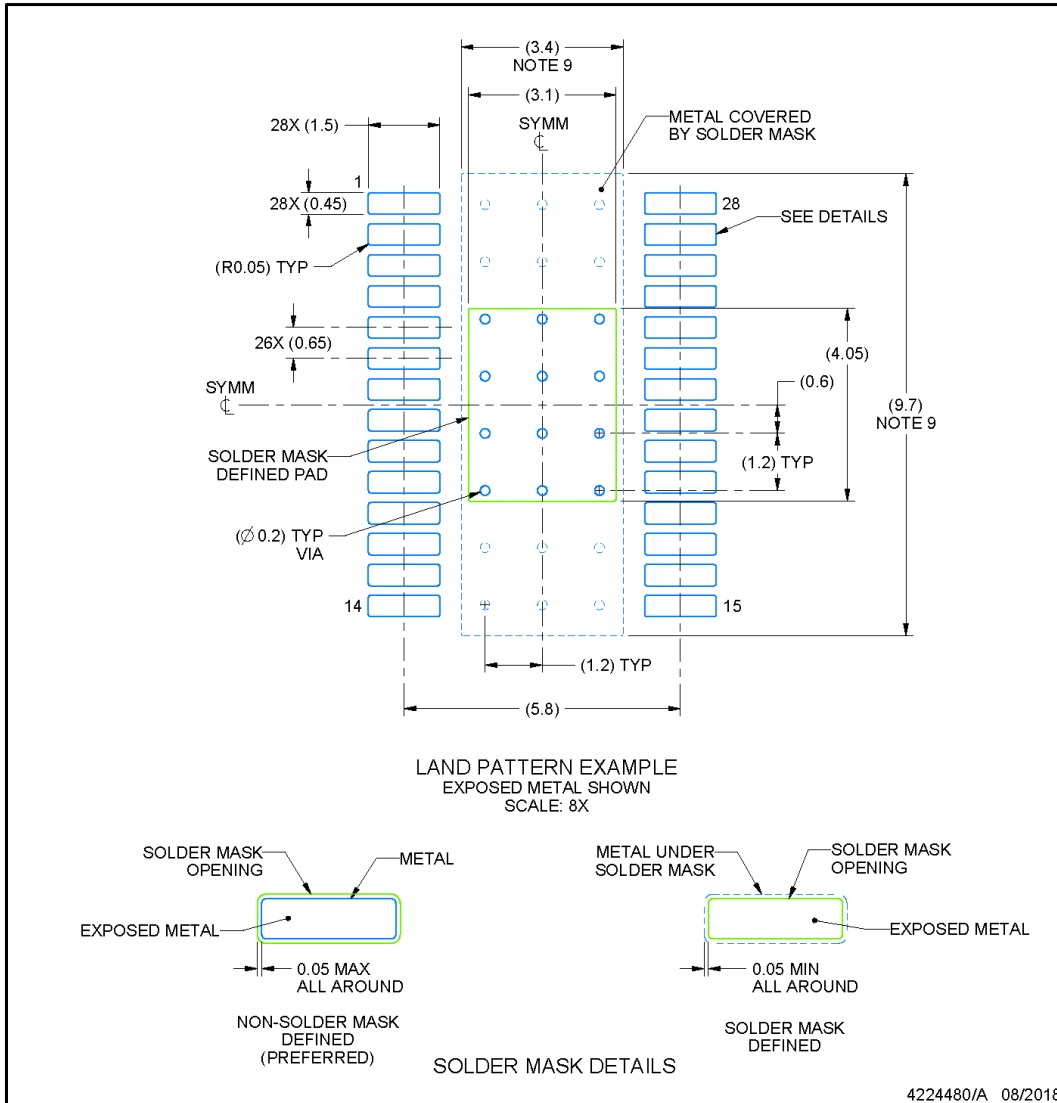 (3.4)
NOTE 9
(3.1)
SYMM
℄
METAL COVERED
BY SOLDER MASK
28X (1.5)
1
28X (0.45)
28
SEE DETAILS
(R0.05) TYP
26X (0.65)
(4.05)
(0.6)
SYMM
℄
(9.7)
NOTE 9
SOLDER MASK
DEFINED PAD
(1.2) TYP
(Ø 0.2) TYP
VIA
14
15
(1.2) TYP
(5.8)
LAND PATTERN EXAMPLE
EXPOSED METAL SHOWN
SCALE: 8X
SOLDER MASK
OPENING
METAL
EXPOSED METAL
0.05 MAX
ALL AROUND
NON-SOLDER MASK
DEFINED
(PREFERRED)
METAL UNDER
SOLDER MASK
SOLDER MASK
OPENING
EXPOSED METAL
0.05 MIN
ALL AROUND
SOLDER MASK
DEFINED
SOLDER MASK DETAILS
4224480/A 08/2018